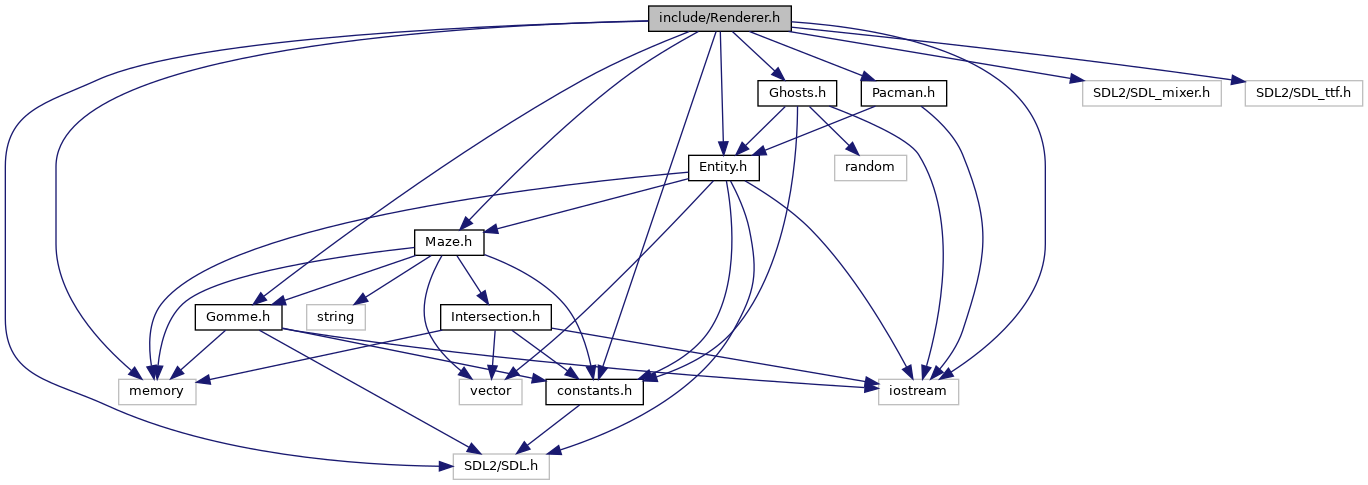 include/Renderer.h
Ghosts.h
Pacman.h
SDL2/SDL_mixer.h
SDL2/SDL_ttf.h
Entity.h
random
Maze.h
Gomme.h
string
Intersection.h
memory
vector
constants.h
iostream
SDL2/SDL.h